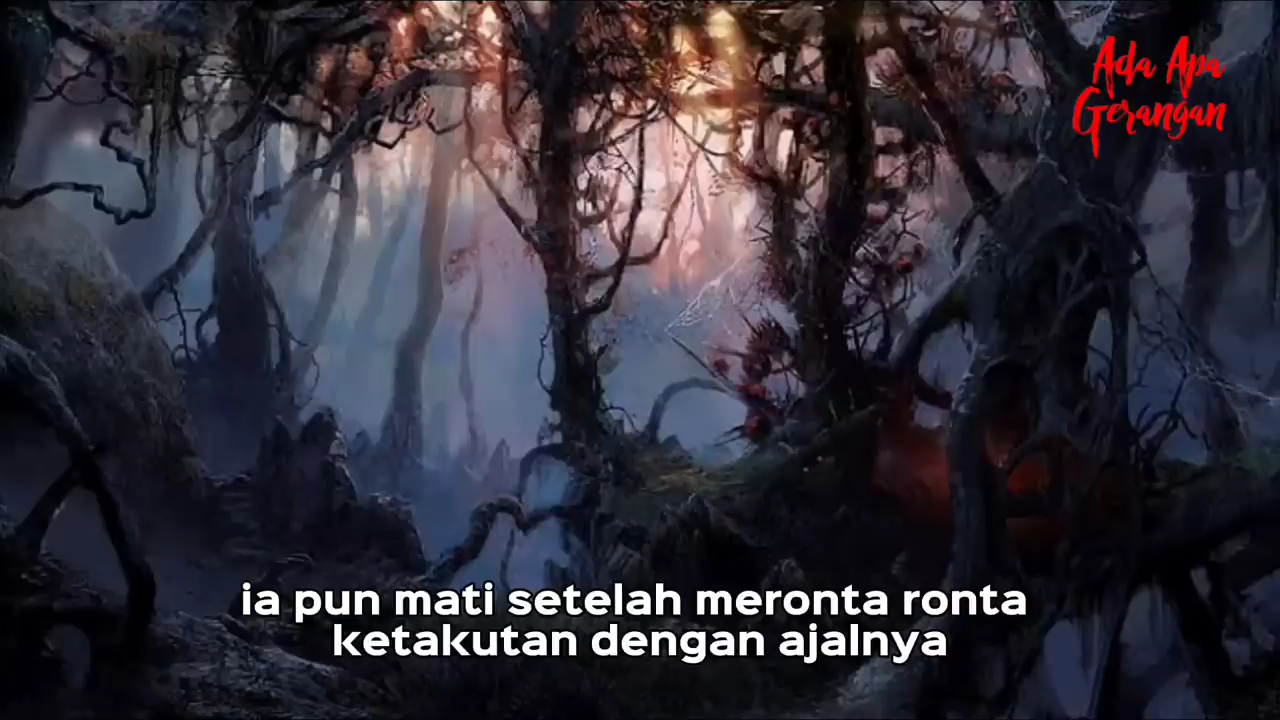 Ada Apa
Gerangan
ia pun mati setelah meronta ronta
ketakutan dengan ajalnya